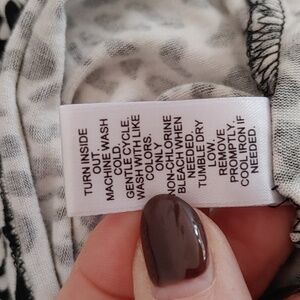 TURN INSIDE
OUT
MACHINE WASH
COLD
GENTLE CYCLE.
WASH WITH LIKE
COLORS.
ONLY
NON-CHLORINE
BLEACH WHEN
NEEDED.
TUMBLE DRY
LOW.
REMOVE
PROMPTLY.
COOL IRON IF
NEEDED.